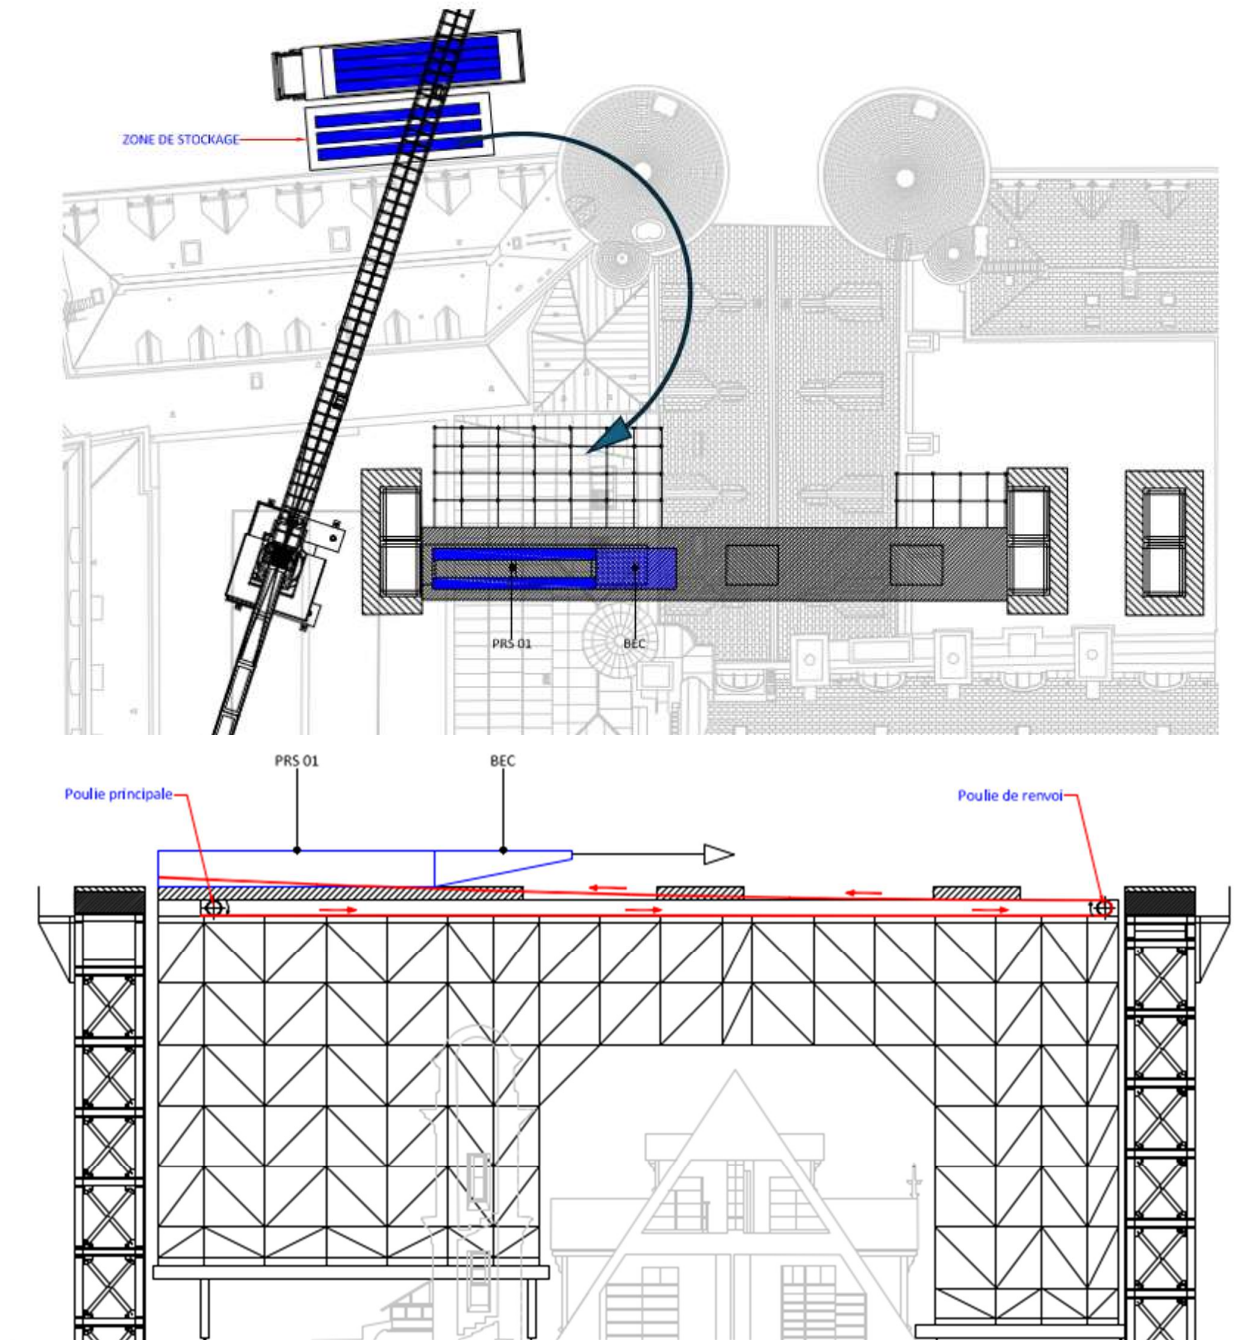 ZONE DE STOCKAGE
PRS 01
BEC
PRS 01
BEC
Poulie principale
Poulie de renvoi